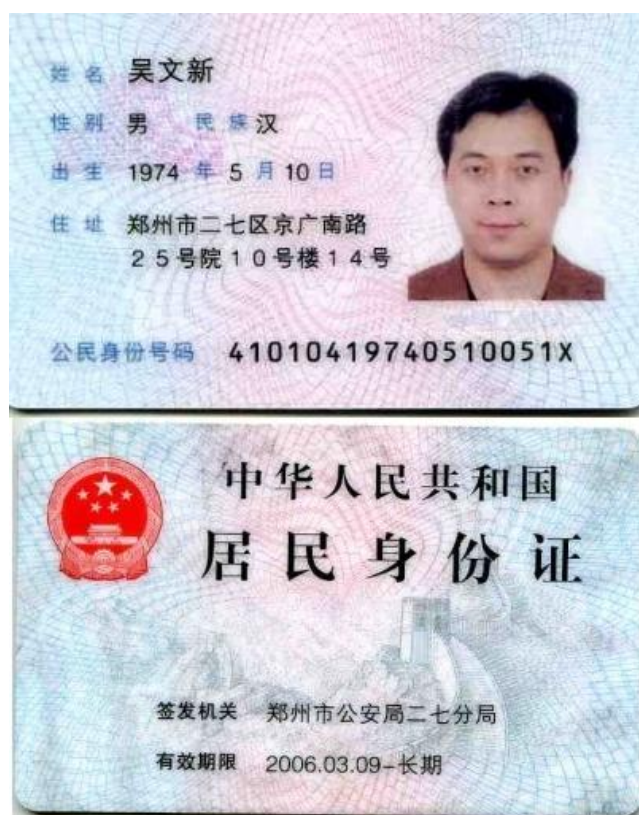 姓名 吴文新
性别 男 民族 汉
出生 1974 年 5 月 10 日
住址 郑州市二七区京广南路
25号院10号楼14号
公民身份号码 41010419740510051X
中华人民共和国
居民身份证
签发机关 郑州市公安局二七分局
有效期限 2006.03.09-长期